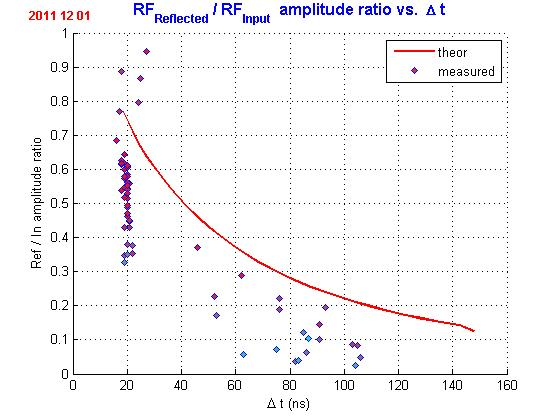 2011 12 01
RF_Reflected / RF_Input amplitude ratio vs. Δ t
theor
measured
Ref / In amplitude ratio
1
0.9
0.8
0.7
0.6
0.5
0.4
0.3
0.2
0.1
0
0 20 40 60 80 100 120 140 160
Δ t (ns)